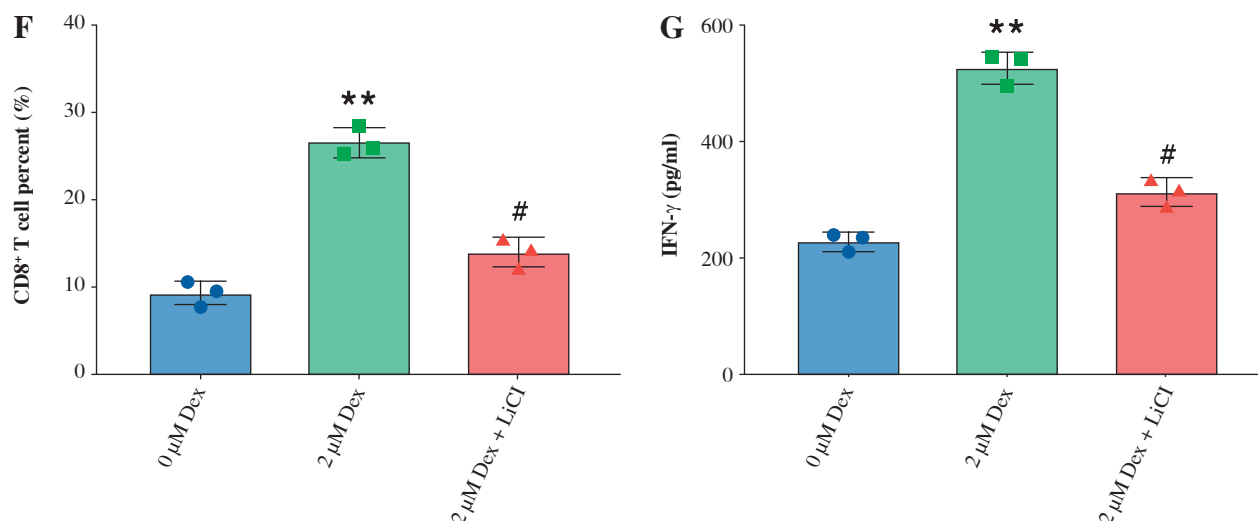 F
CD8⁺ T cell percent (%)
40
30
20
10
0
**
#
0 µM Dex
2 µM Dex
2 µM Dex + LiCl
G
IFN-γ (pg/ml)
600
400
200
0
**
#
0 µM Dex
2 µM Dex
2 µM Dex + LiCl